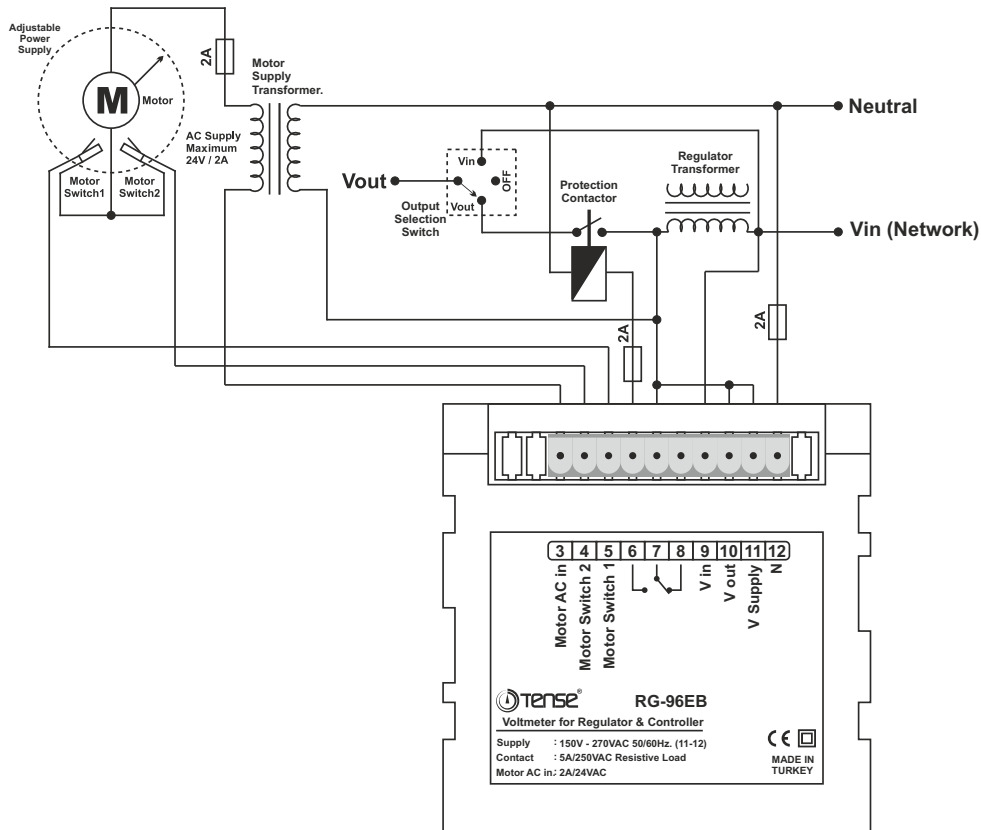 Adjustable
Power
Supply
2A
Motor
Supply
Transformer.
M
Motor
AC Supply
Maximum
24V / 2A
Motor
Switch1
Motor
Switch2
Neutral
Vin
OFF
Vout
Vout
Output
Selection
Switch
Protection
Contactor
Regulator
Transformer
Vin (Network)
2A
2A
3 4 5 6 7 8 9 10 11 12
Motor AC in
Motor Switch 2
Motor Switch 1
V in
V out
V Supply
N
TENSE®
RG-96EB
Voltmeter for Regulator & Controller
Supply : 150V - 270VAC 50/60Hz. (11-12)
Contact : 5A/250VAC Resistive Load
Motor AC in.: 2A/24VAC
CE
MADE IN
TURKEY